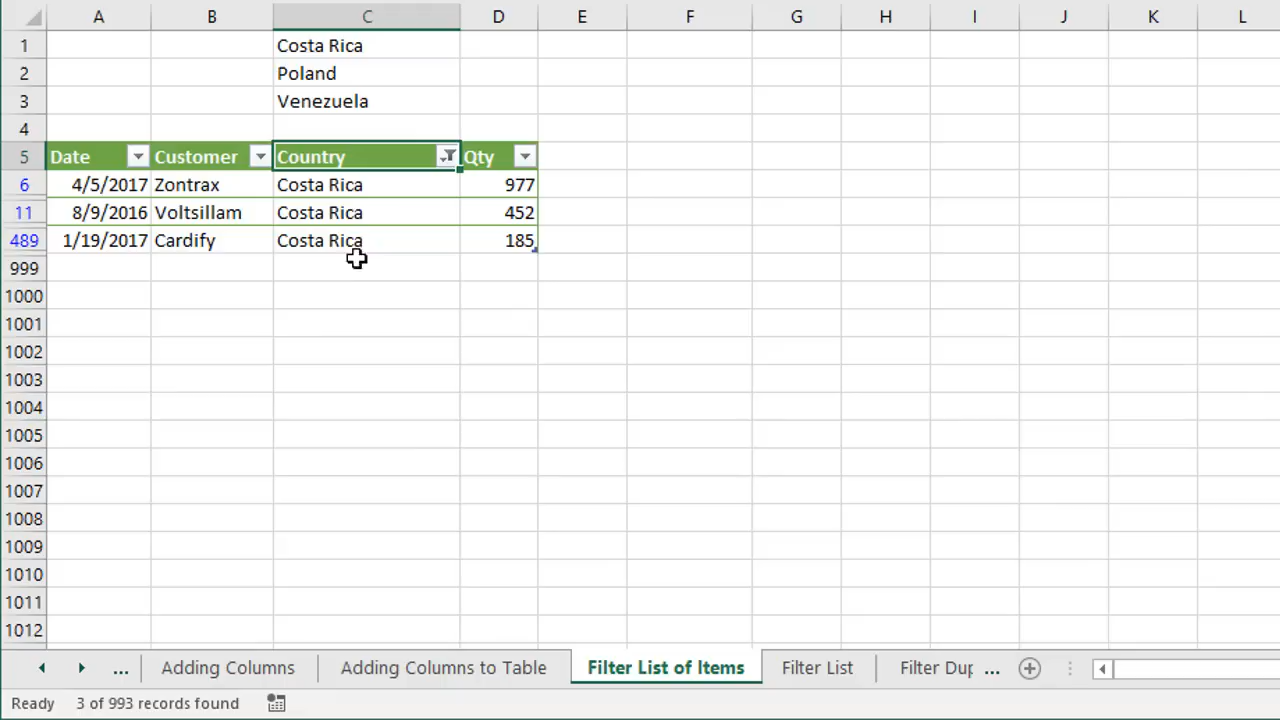 A B C D E F G H I J K L
1 Costa Rica
2 Poland
3 Venezuela
4
5 Date Customer Country Qty
6 4/5/2017 Zontrax Costa Rica 977
11 8/9/2016 Voltsillam Costa Rica 452
489 1/19/2017 Cardify Costa Rica 185
999
1000
1001
1002
1003
1004
1005
1006
1007
1008
1009
1010
1011
1012
... Adding Columns Adding Columns to Table Filter List of Items Filter List Filter Dup ...
Ready 3 of 993 records found